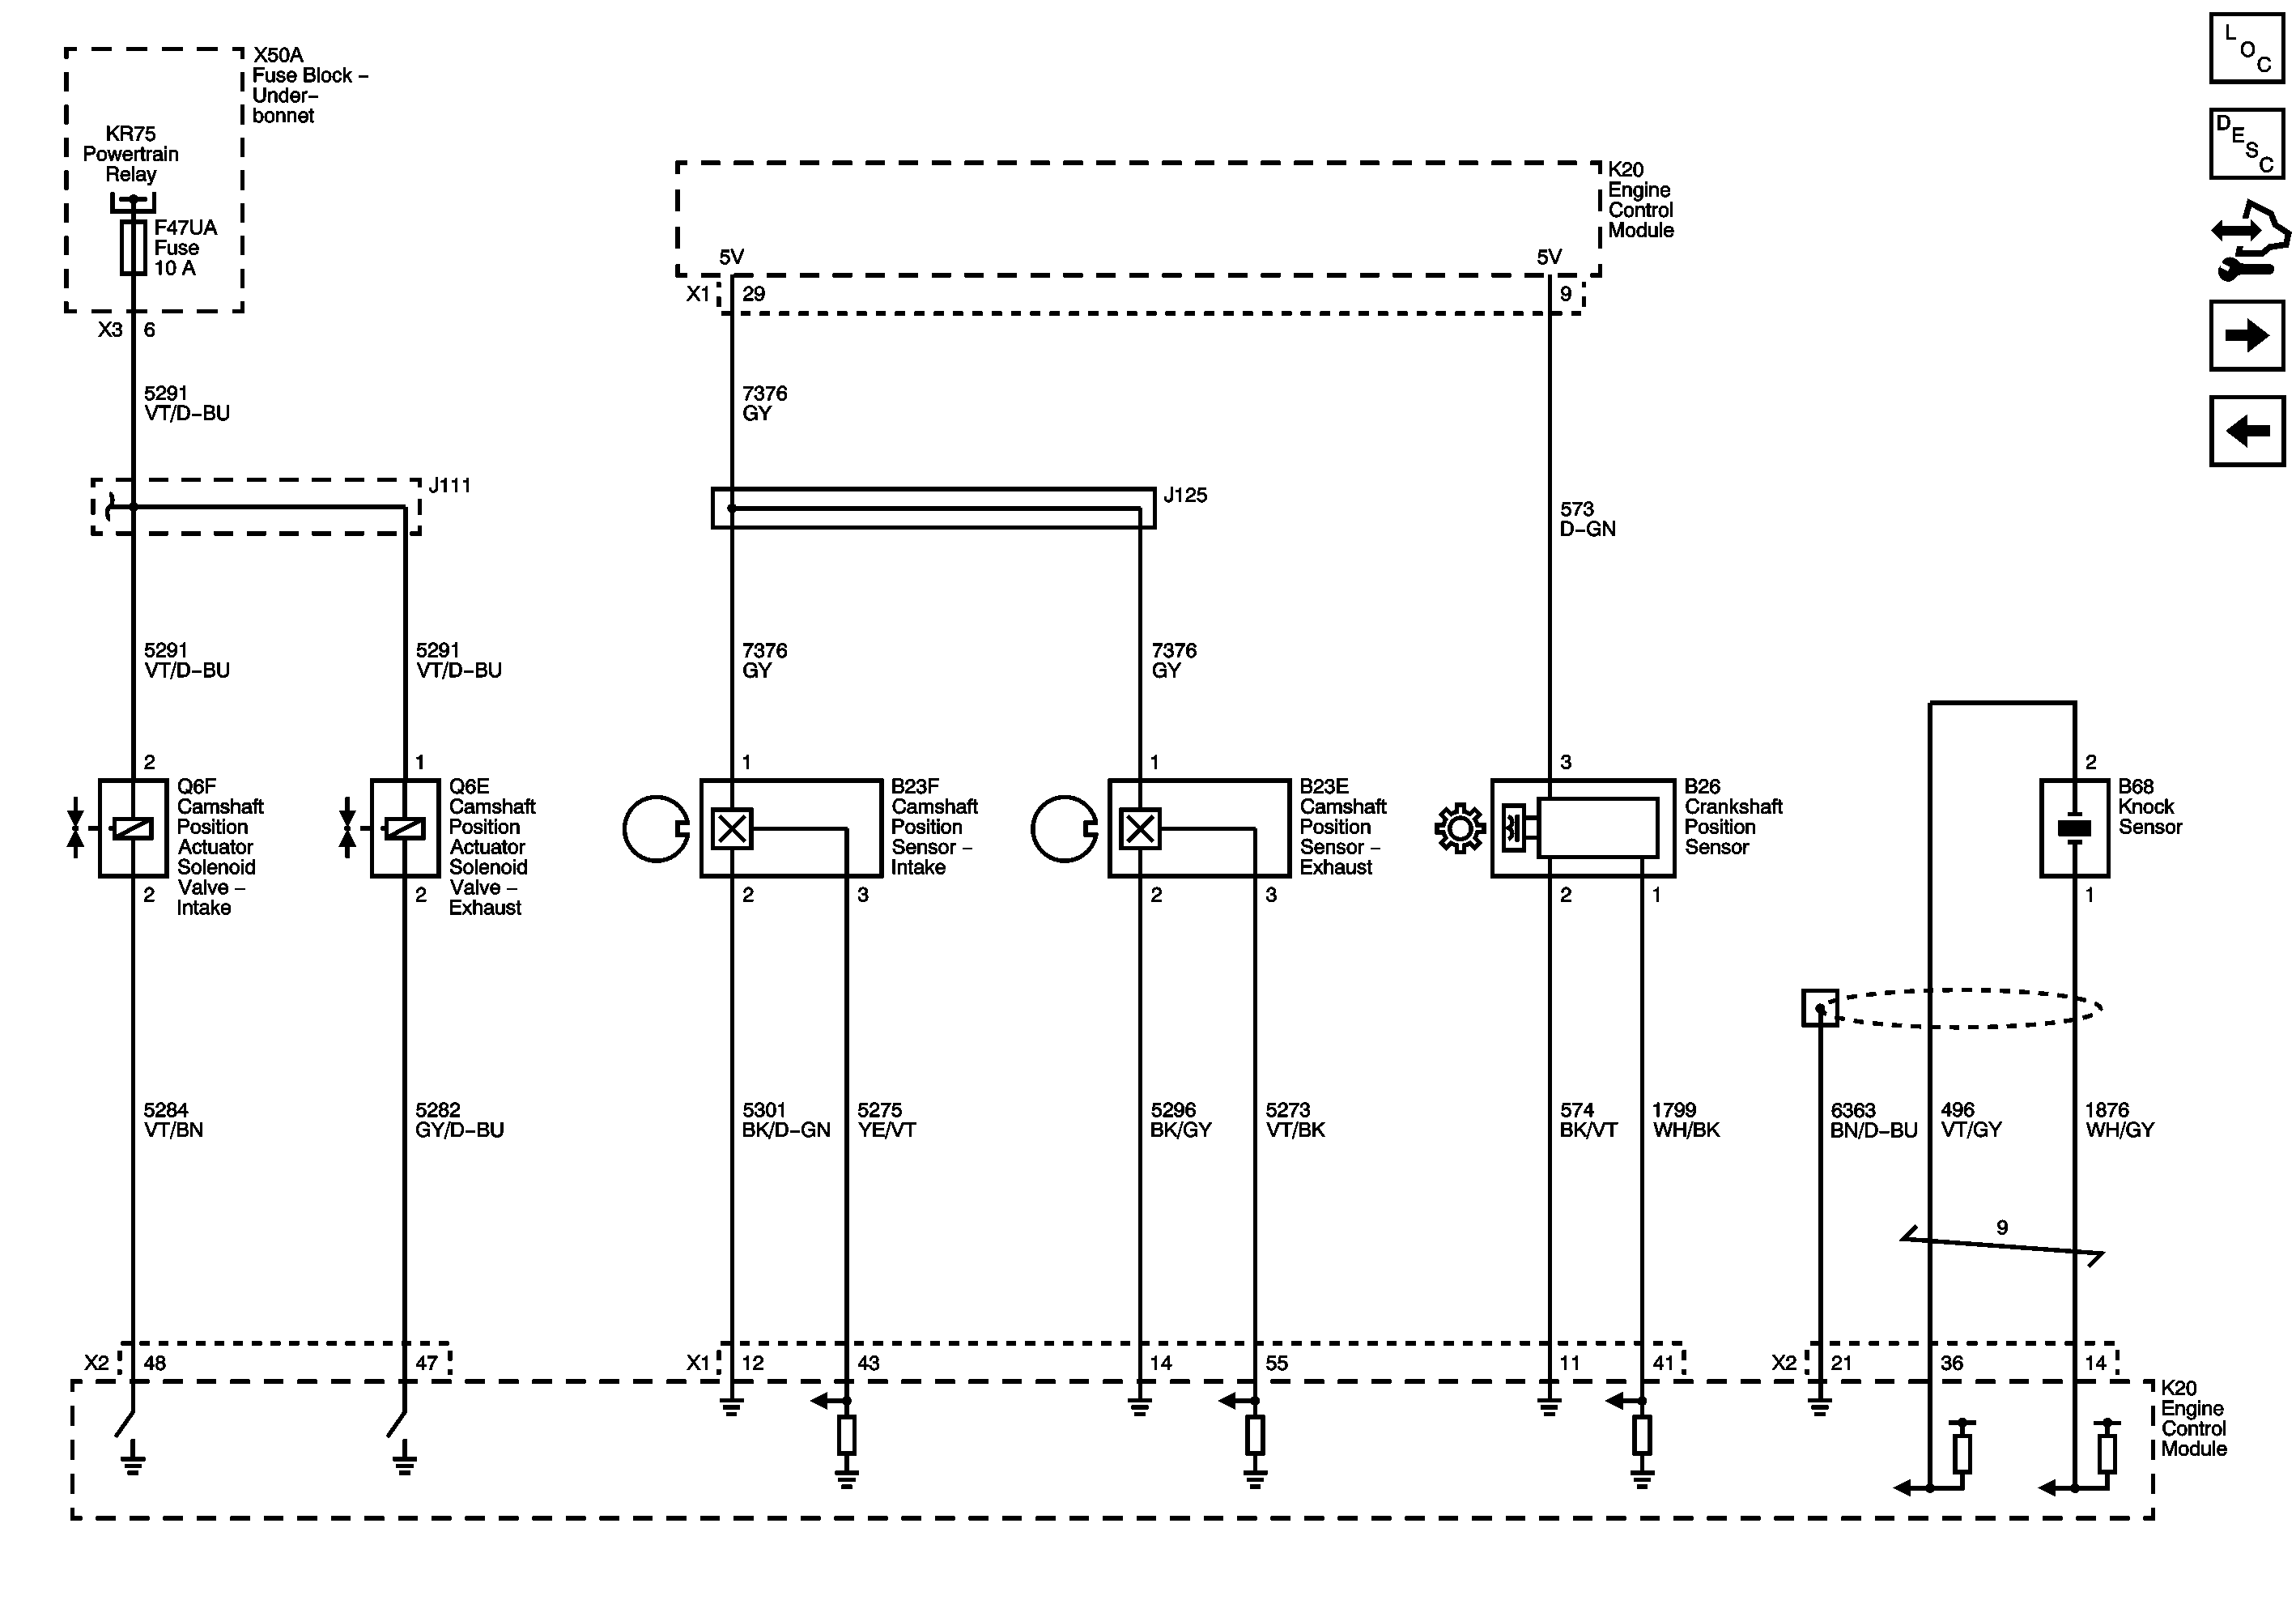 X50A
Fuse Block –
Under–
bonnet
KR75
Powertrain
Relay
F47UA
Fuse
10 A
X3
6
5291
VT/D–BU
J111
5291
VT/D–BU
5291
VT/D–BU
2
Q6F
Camshaft
Position
Actuator
Solenoid
Valve –
Intake
2
1
Q6E
Camshaft
Position
Actuator
Solenoid
Valve –
Exhaust
2
5284
VT/BN
5282
GY/D–BU
X2
48
47
K20
Engine
Control
Module
5V
5V
X1
29
9
7376
GY
J125
573
D–GN
7376
GY
7376
GY
1
B23F
Camshaft
Position
Sensor –
Intake
2
3
1
B23E
Camshaft
Position
Sensor –
Exhaust
2
3
3
B26
Crankshaft
Position
Sensor
2
1
2
B68
Knock
Sensor
1
5301
BK/D–GN
5275
YE/VT
5296
BK/GY
5273
VT/BK
574
BK/VT
1799
WH/BK
6363
BN/D–BU
496
VT/GY
1876
WH/GY
9
X1
12
43
14
55
11
41
X2
21
36
14
K20
Engine
Control
Module
LOC
DESC